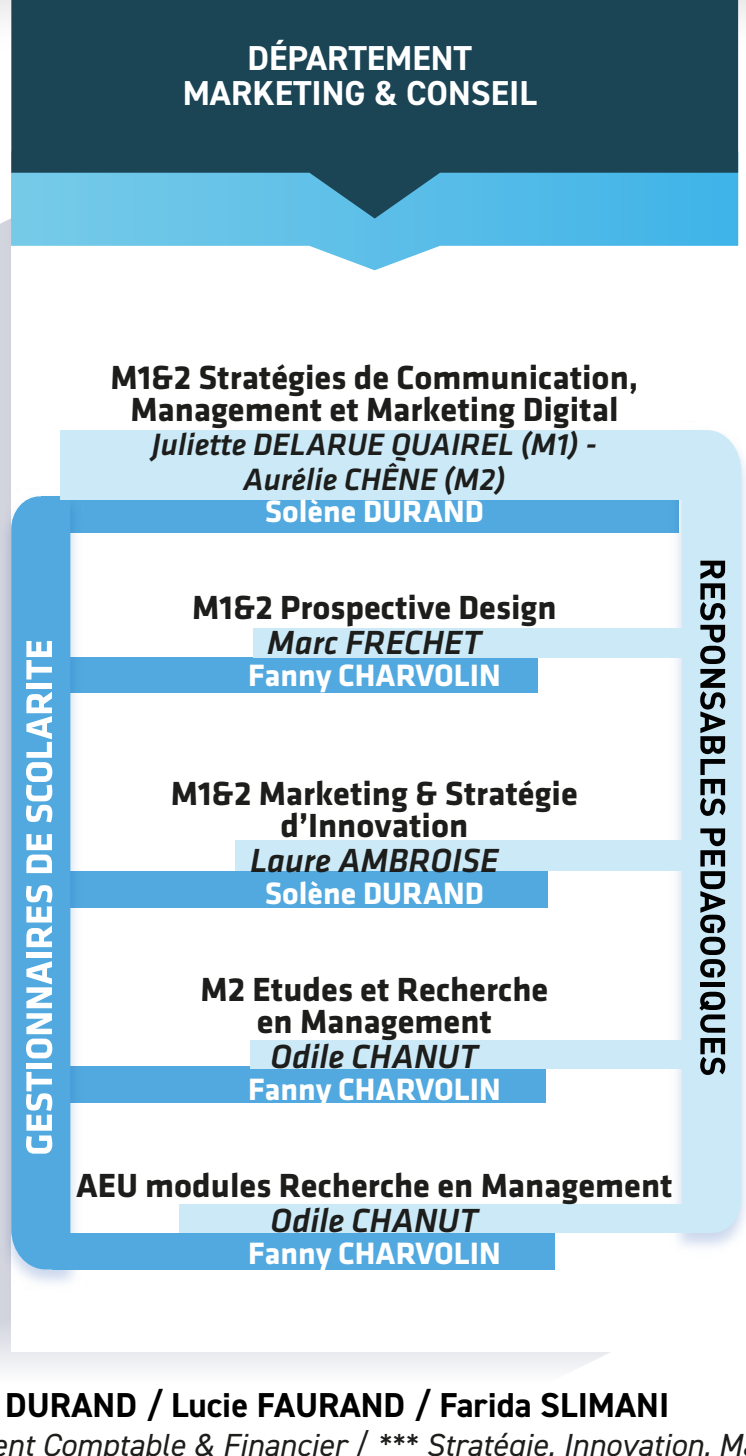 DÉPARTEMENT
MARKETING & CONSEIL
M1&2 Stratégies de Communication,
Management et Marketing Digital
Juliette DELARUE QUAIREL (M1) -
Aurélie CHÊNE (M2)
Solène DURAND
M1&2 Prospective Design
Marc FRECHET
Fanny CHARVOLIN
M1&2 Marketing & Stratégie
d’Innovation
Laure AMBROISE
Solène DURAND
M2 Etudes et Recherche
en Management
Odile CHANUT
Fanny CHARVOLIN
AEU modules Recherche en Management
Odile CHANUT
Fanny CHARVOLIN
GESTIONNAIRES DE SCOLARITE
RESPONSABLES PEDAGOGIQUES
DURAND / Lucie FAURAND / Farida SLIMANI
Comptable & Financier / *** Stratégie, Innovation,